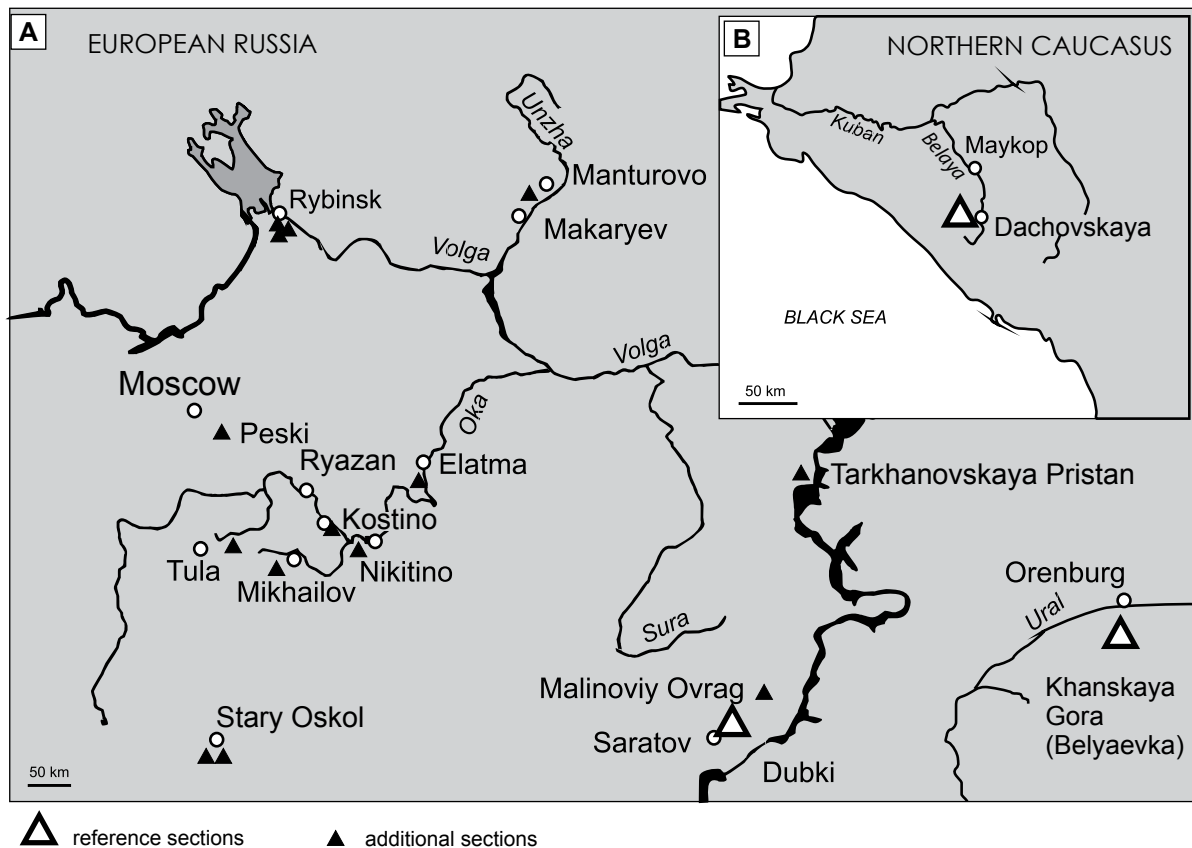 A
EUROPEAN RUSSIA
B
NORTHERN CAUCASUS
Unzha
Kuban
Belaya
Maykop
Manturovo
Rybinsk
Makaryev
Dachovskaya
Volga
BLACK SEA
Volga
Moscow
50 km
Oka
Peski
Ryazan
Elatma
Tarkhanovskaya Pristan
Kostino
Tula
Nikitino
Mikhailov
Orenburg
Ural
Sura
Malinoviy Ovrag
Khanskaya
Gora
(Belyaevka)
Stary Oskol
Saratov
Dubki
50 km
reference sections
additional sections